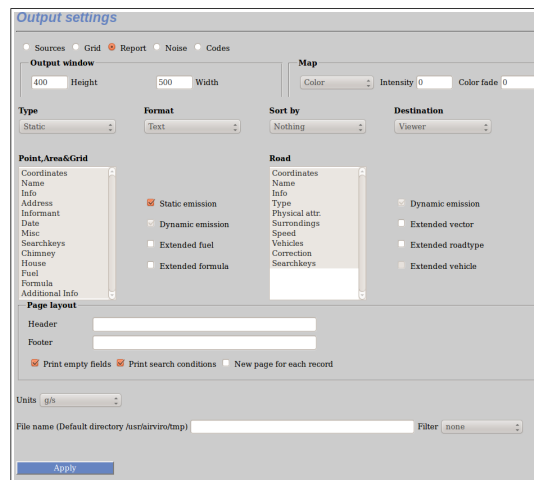 Output settings
Sources Grid Report Noise Codes
Output window
400 Height 500 Width
Map
Color Intensity 0 Color fade 0
Type Format Sort by Destination
Static Text Nothing Viewer
Point,Area&Grid
Coordinates
Name
Info
Address
Informant
Date
Misc
Searchkeys
Chimney
House
Fuel
Formula
Additional Info
Static emission
Dynamic emission
Extended fuel
Extended formula
Road
Coordinates
Name
Info
Type
Physical attr.
Surrondings
Speed
Vehicles
Correction
Searchkeys
Dynamic emission
Extended vector
Extended roadtype
Extended vehicle
Page layout
Header
Footer
Print empty fields Print search conditions New page for each record
Units g/s
File name (Default directory /usr/airviro/tmp) Filter none
Apply